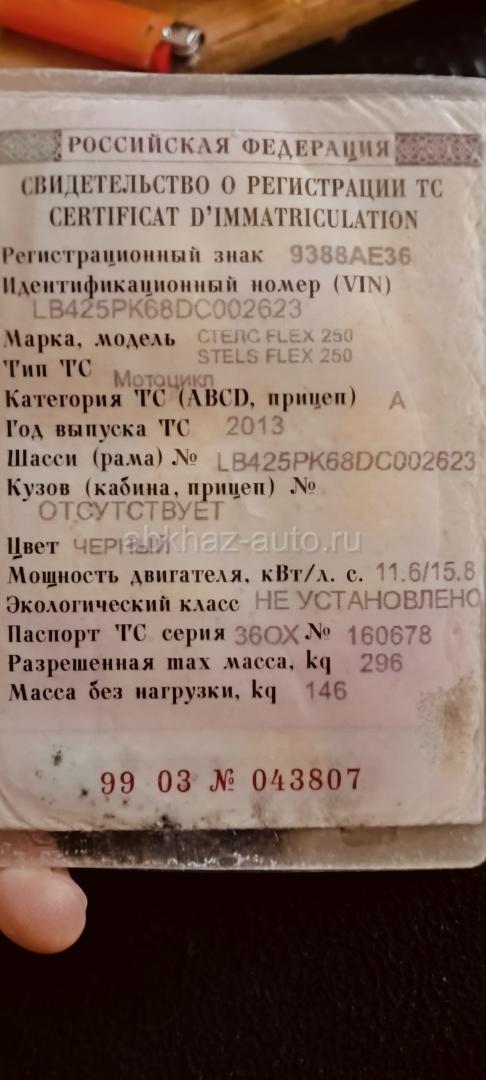 РОССИЙСКАЯ ФЕДЕРАЦИЯ
СВИДЕТЕЛЬСТВО О РЕГИСТРАЦИИ ТС
CERTIFICAT D'IMMATRICULATION
Регистрационный знак 9388АЕ36
Идентификационный номер (VIN)
LB425PK68DC002623
Марка, модель СТЕЛС FLEX 250
STELS FLEX 250
Тип ТС Мотоцикл
Категория ТС (ABCD, прицеп) A
Год выпуска ТС 2013
Шасси (рама) № LB425PK68DC002623
Кузов (кабина, прицеп) №
ОТСУТСТВУЕТ
abkhaz-auto.ru
Цвет ЧЕРНЫЙ
Мощность двигателя, кВт/л. с. 11.6/15.8
Экологический класс НЕ УСТАНОВЛЕНО
Паспорт ТС серия 36ОХ № 160678
Разрешенная max масса, kq 296
Масса без нагрузки, kq 146
99 03 № 043807